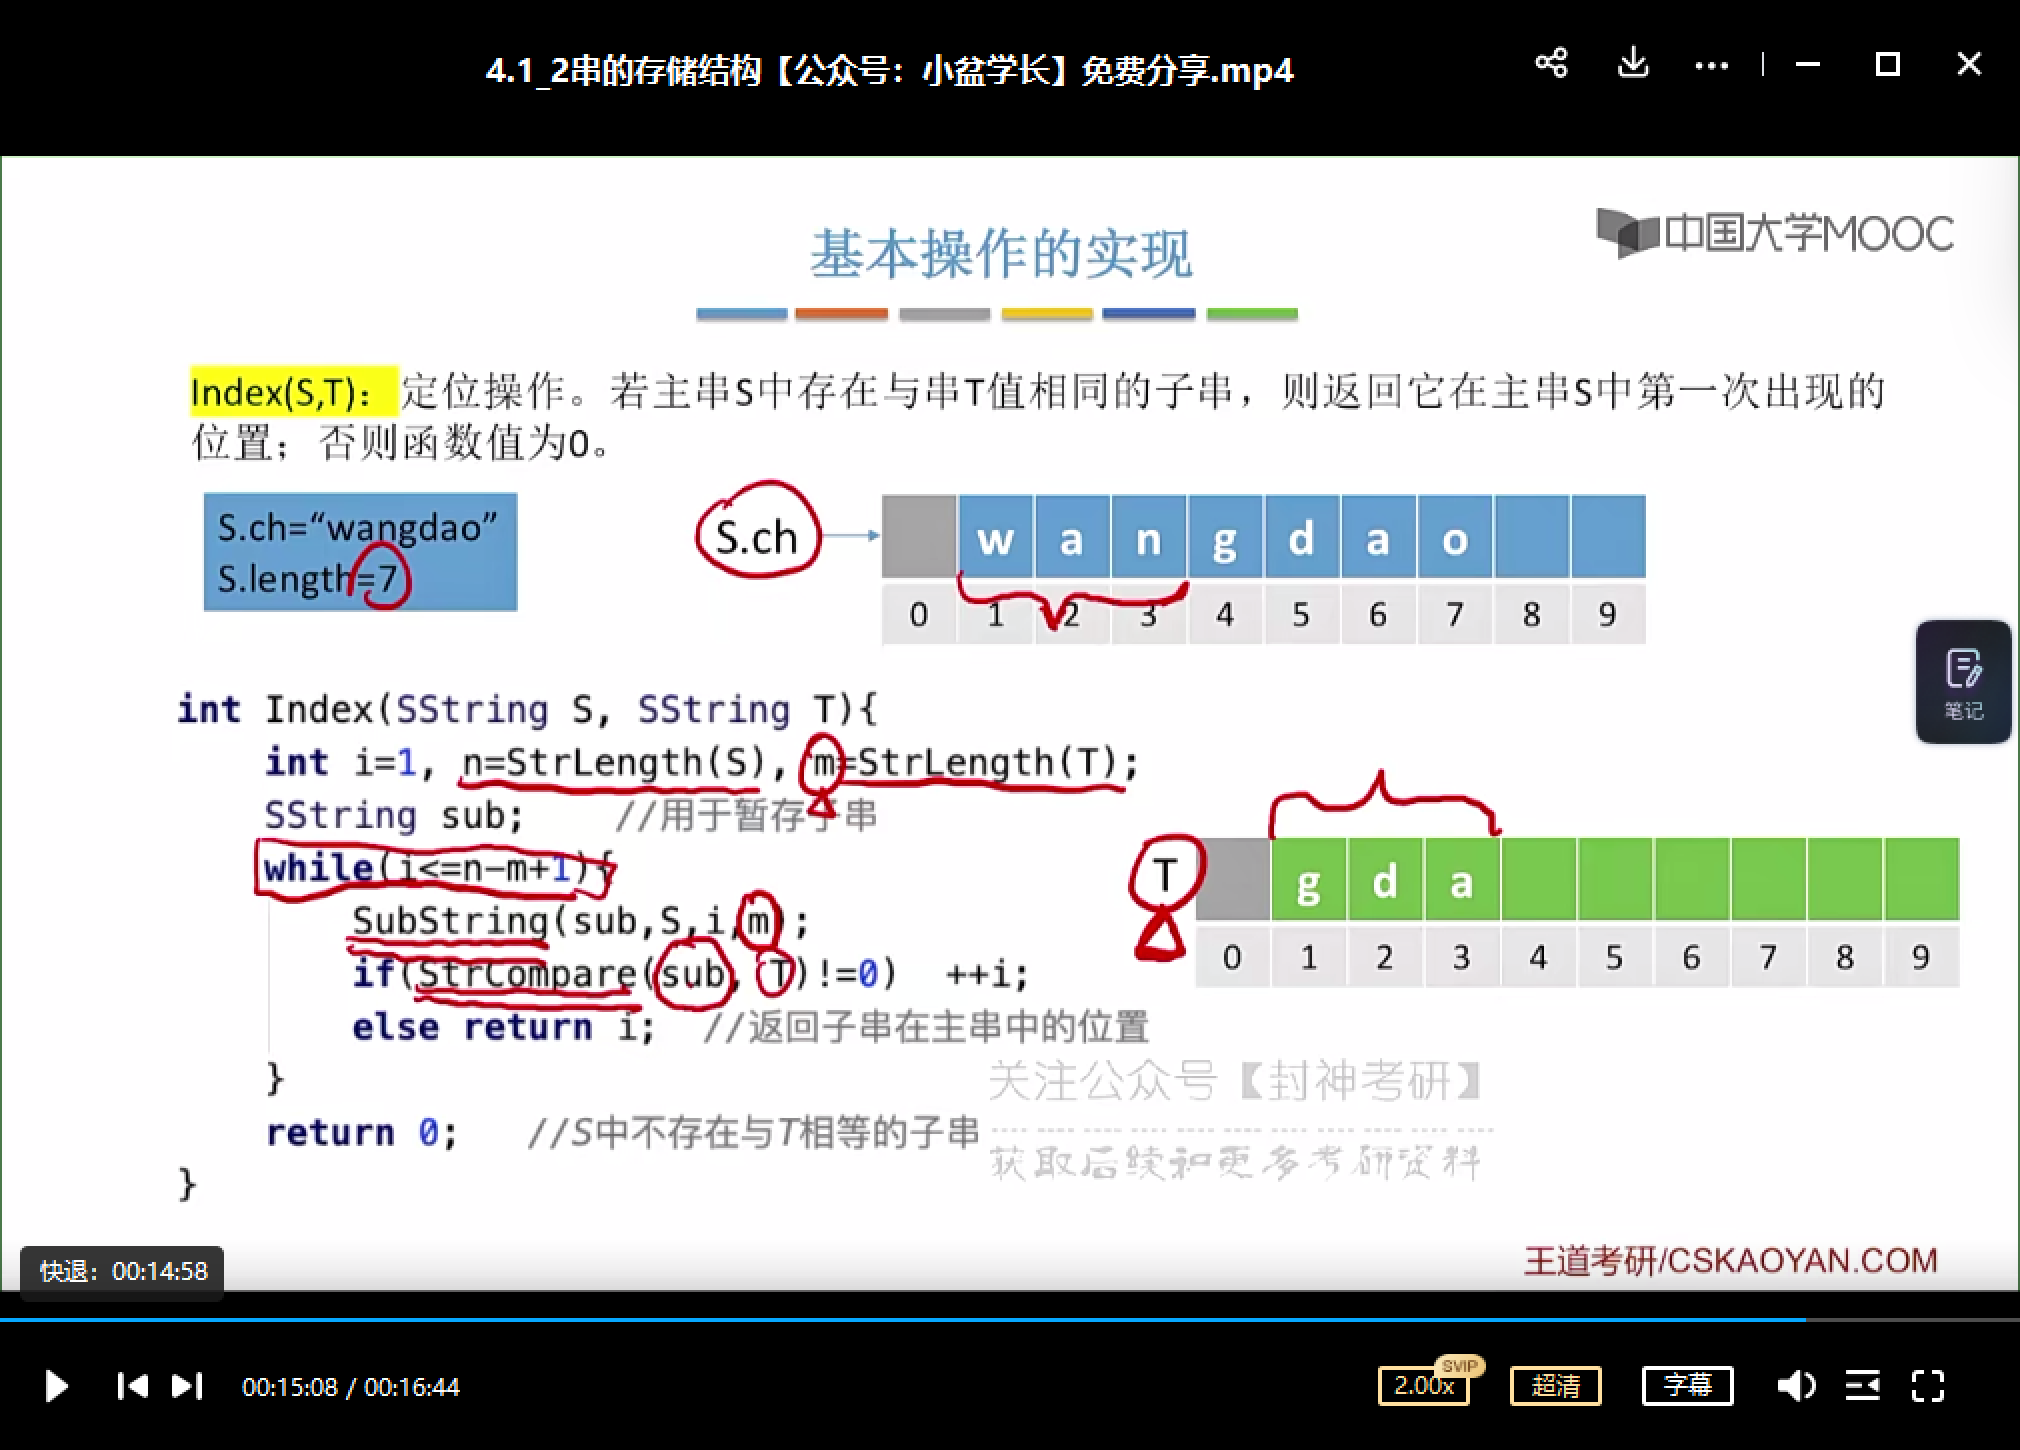 4.1_2串的存储结构【公众号：小盆学长】免费分享.mp4
中国大学MOOC
基本操作的实现
Index(S,T)：定位操作。若主串S中存在与串T值相同的子串，则返回它在主串S中第一次出现的
位置；否则函数值为0。
S.ch=“wangdao”
S.length=7
S.ch
w a n g d a o
0 1 2 3 4 5 6 7 8 9
笔记
int Index(SString S, SString T){
int i=1, n=StrLength(S), m=StrLength(T);
SString sub; //用于暂存子串
while(i<=n-m+1){
SubString(sub,S,i,m);
if(StrCompare(sub, T)!=0) ++i;
else return i; //返回子串在主串中的位置
}
return 0; //S中不存在与T相等的子串
}
T
g d a
0 1 2 3 4 5 6 7 8 9
关注公众号【封神考研】
获取后续和更多考研资料
王道考研/CSKAOYAN.COM
快退：00:14:58
00:15:08 / 00:16:44
2.00x
SVIP
超清
字幕